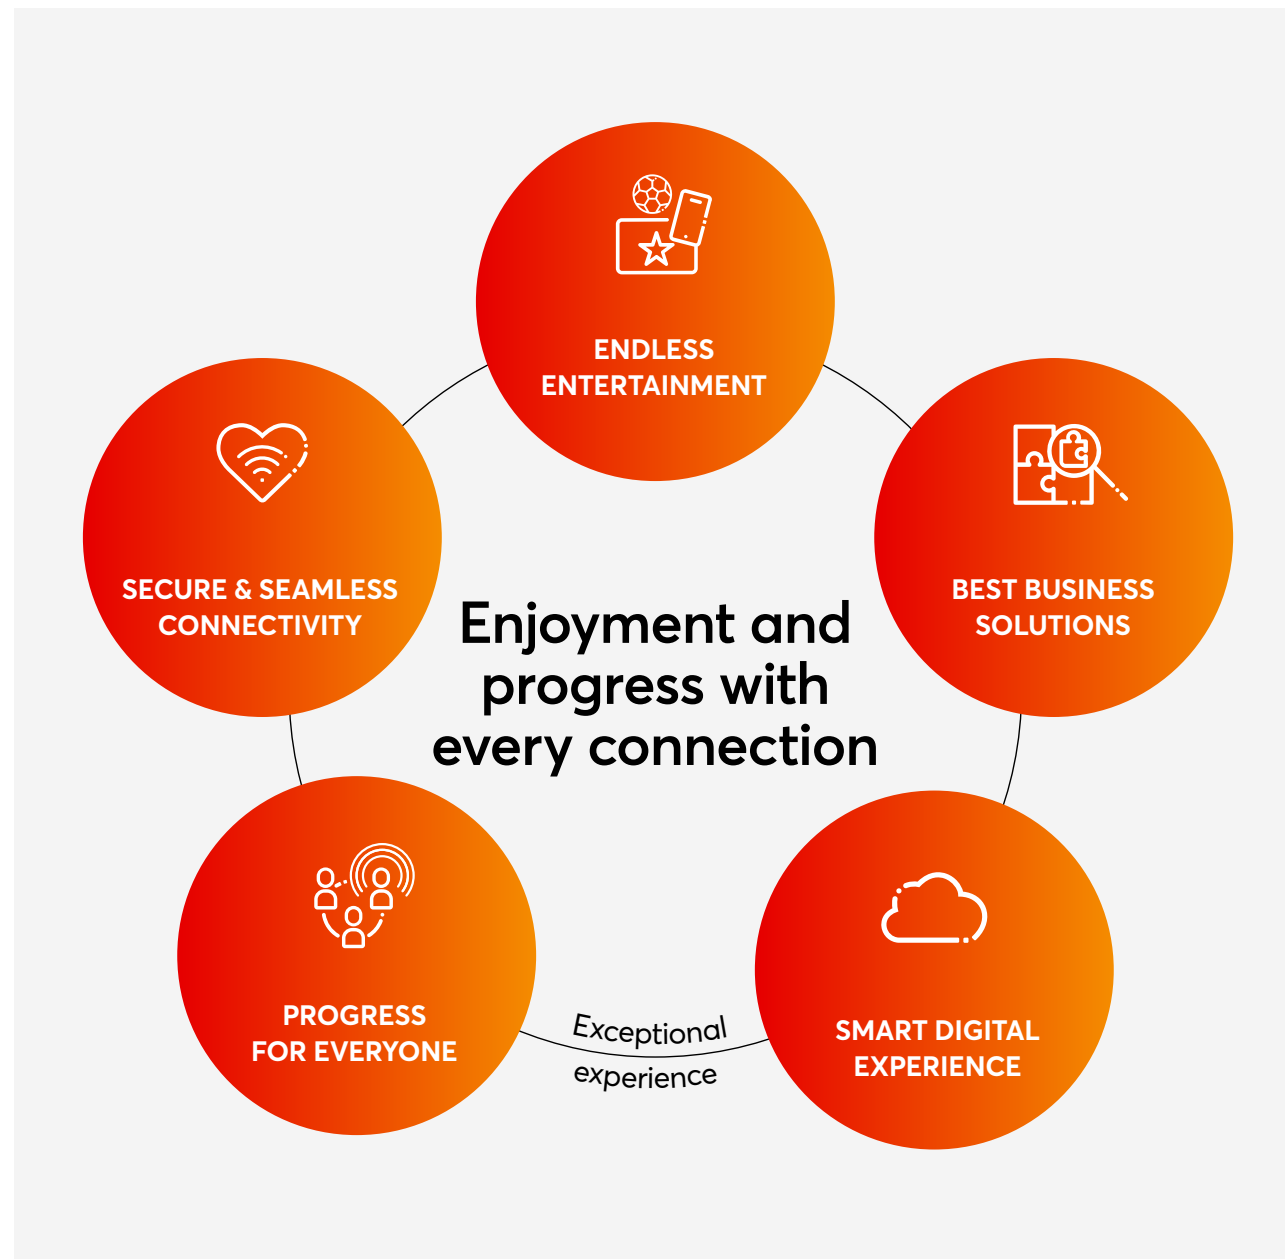 ENDLESS
ENTERTAINMENT
SECURE & SEAMLESS
CONNECTIVITY
BEST BUSINESS
SOLUTIONS
Enjoyment and
progress with
every connection
PROGRESS
FOR EVERYONE
Exceptional
experience
SMART DIGITAL
EXPERIENCE